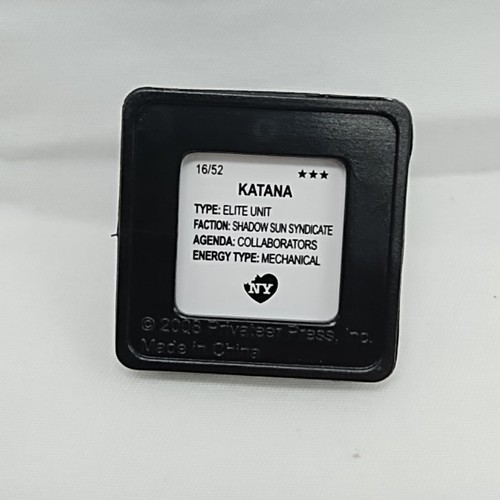 16/52 ★★★
KATANA
TYPE: ELITE UNIT
FACTION: SHADOW SUN SYNDICATE
AGENDA: COLLABORATORS
ENERGY TYPE: MECHANICAL
NY
© 2008 Privateer Press, Inc.
Made in China